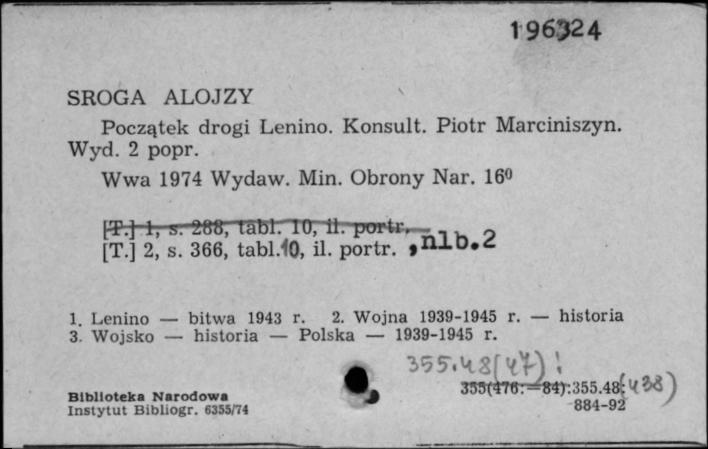 196324
SROGA ALOJZY
Początek drogi Lenino. Konsult. Piotr Marciniszyn.
Wyd. 2 popr.
Wwa 1974 Wydaw. Min. Obrony Nar. 16⁰
[T.] 1, s. 288, tabl. 10, il. portr.
[T.] 2, s. 366, tabl. 10, il. portr. , nlb. 2
1. Lenino — bitwa 1943 r. 2. Wojna 1939-1945 r. — historia
3. Wojsko — historia — Polska — 1939-1945 r.
355.48(47):
355(476:=84):355.48:(438)
884-92
Biblioteka Narodowa
Instytut Bibliogr. 6355/74